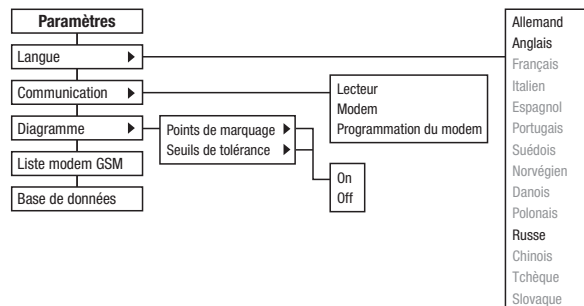 Paramètres
Langue
Communication
Diagramme
Liste modem GSM
Base de données
Points de marquage
Seuils de tolérance
Lecteur
Modem
Programmation du modem
On
Off
Allemand
Anglais
Français
Italien
Espagnol
Portugais
Suédois
Norvégien
Danois
Polonais
Russe
Chinois
Tchèque
Slovaque